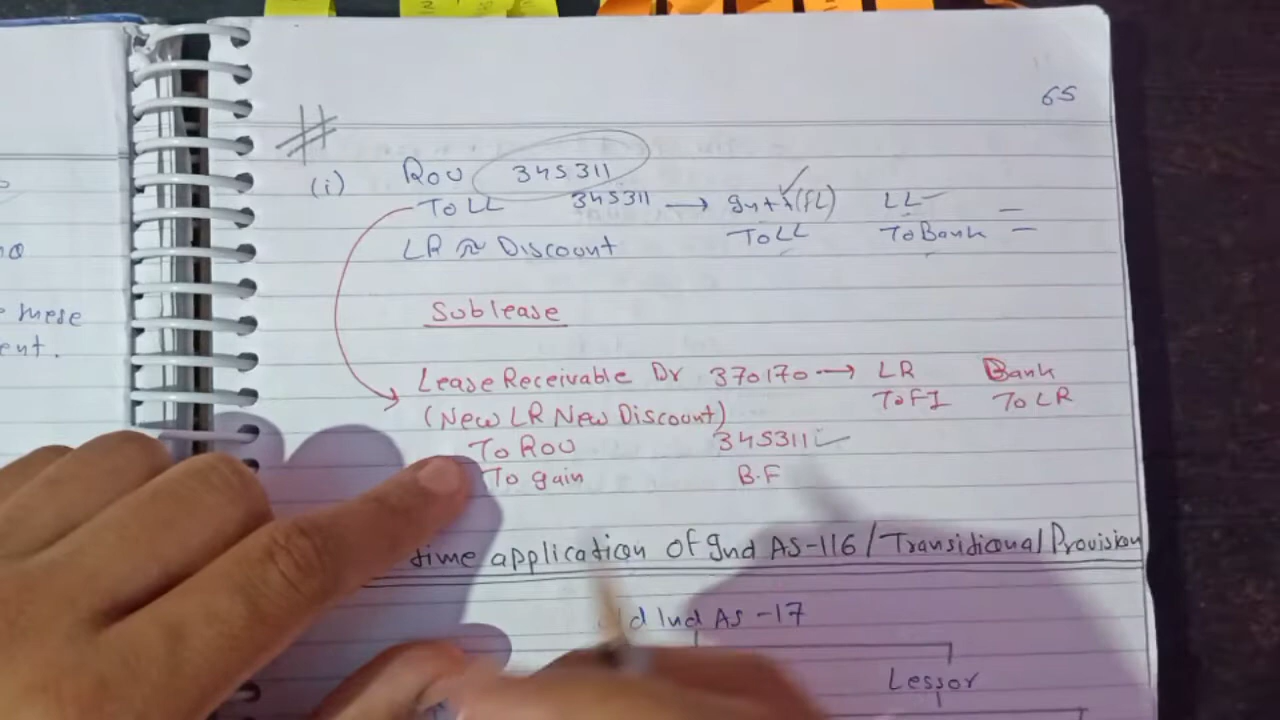 65
(i) ROU 345311
To LL 345311 → Int + (FL) LL
To LL To Bank
LR ≈ Discount
Sublease
Lease Receivable Dr 370170 → LR Bank
(New LR New Discount) To FI To LR
To ROU 345311
To gain B.F
time application of Ind AS-116 / Transitional Provision
d Ind AS -17
Lessor
mese
ent.